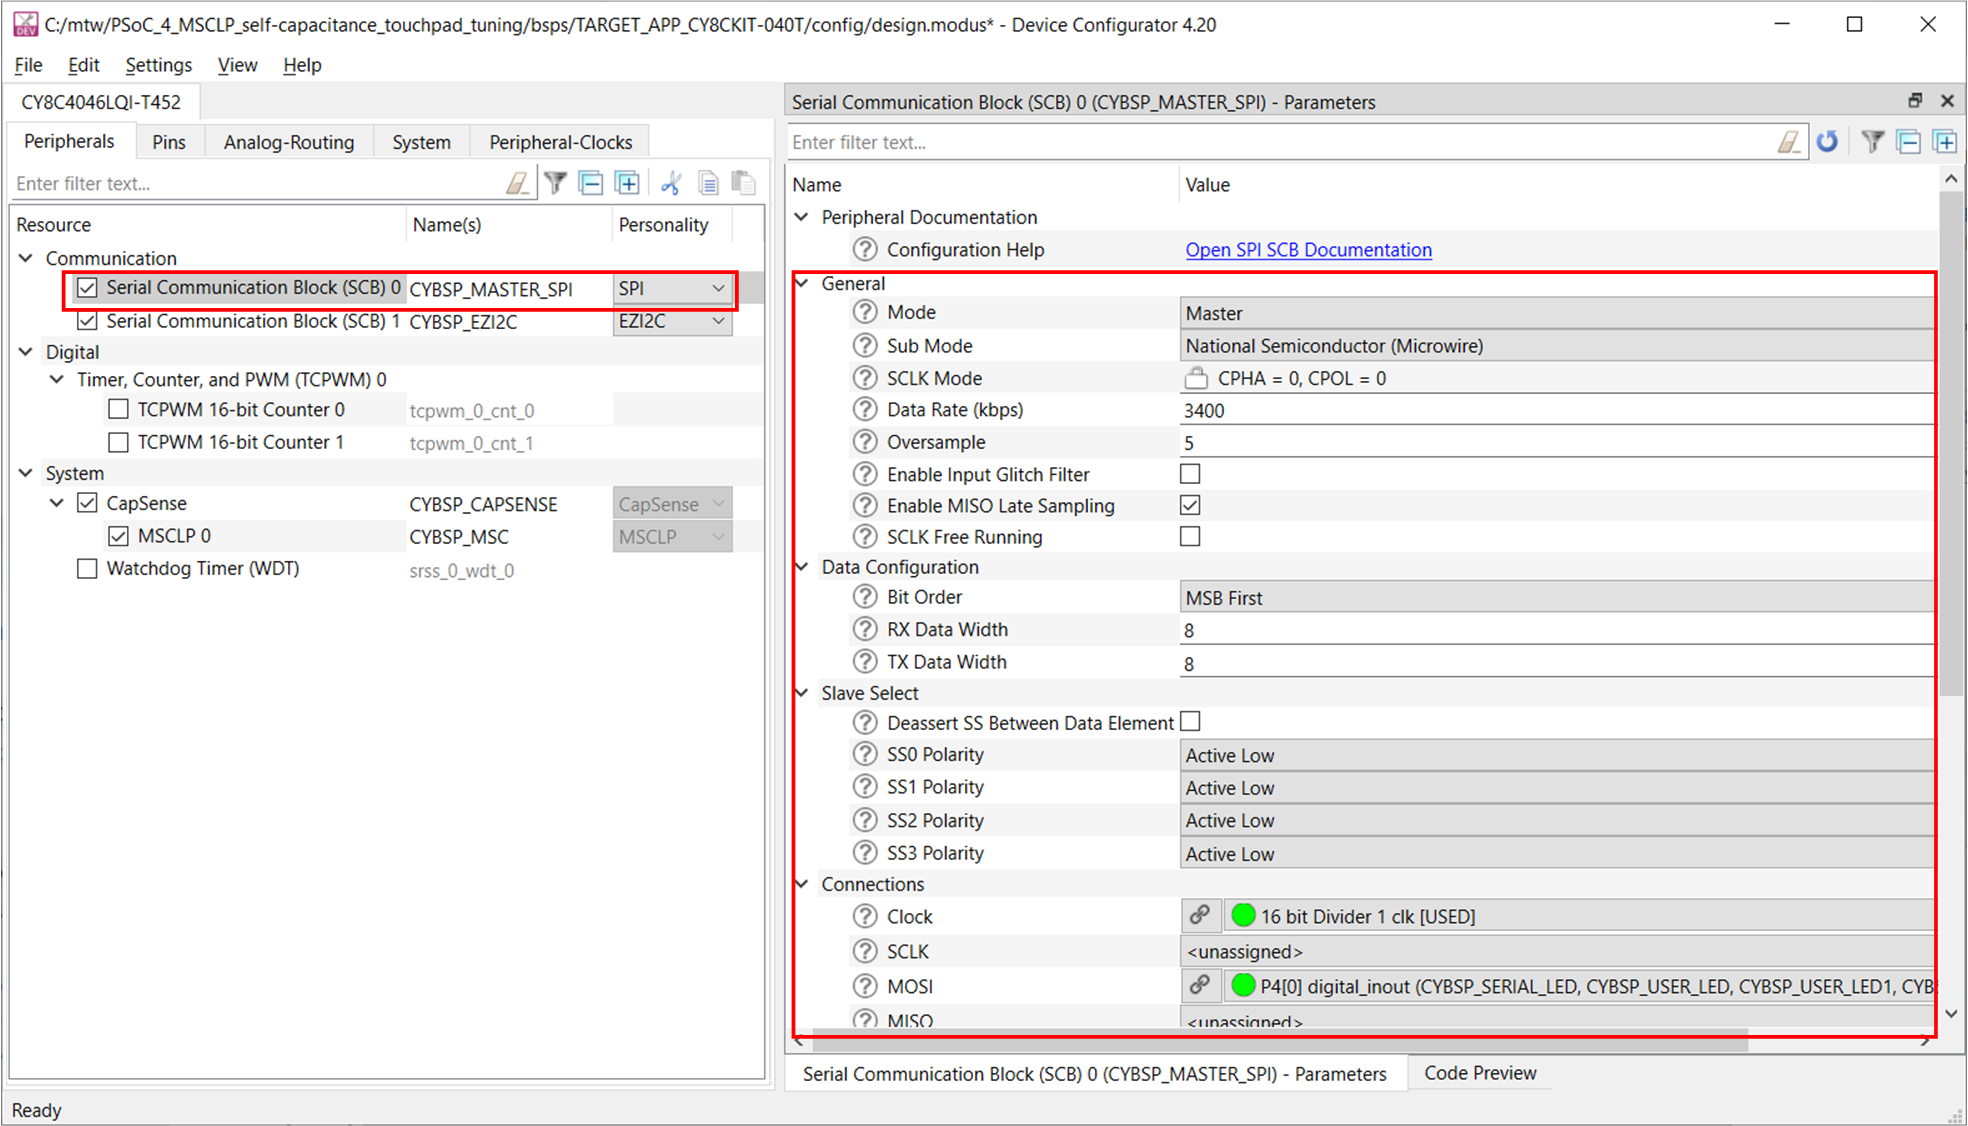 C:/mtw/PSoC_4_MSCLP_self-capacitance_touchpad_tuning/bsps/TARGET_APP_CY8CKIT-040T/config/design.modus* - Device Configurator 4.20
File Edit Settings View Help
CY8C4046LQI-T452
Peripherals Pins Analog-Routing System Peripheral-Clocks
Enter filter text...
Resource Name(s) Personality
Communication
Serial Communication Block (SCB) 0 CYBSP_MASTER_SPI SPI
Serial Communication Block (SCB) 1 CYBSP_EZI2C EZI2C
Digital
Timer, Counter, and PWM (TCPWM) 0
TCPWM 16-bit Counter 0 tcpwm_0_cnt_0
TCPWM 16-bit Counter 1 tcpwm_0_cnt_1
System
CapSense CYBSP_CAPSENSE CapSense
MSCLP 0 CYBSP_MSC MSCLP
Watchdog Timer (WDT) srss_0_wdt_0
Serial Communication Block (SCB) 0 (CYBSP_MASTER_SPI) - Parameters
Enter filter text...
Name Value
Peripheral Documentation
? Configuration Help Open SPI SCB Documentation
General
? Mode Master
? Sub Mode National Semiconductor (Microwire)
? SCLK Mode CPHA = 0, CPOL = 0
? Data Rate (kbps) 3400
? Oversample 5
? Enable Input Glitch Filter
? Enable MISO Late Sampling
? SCLK Free Running
Data Configuration
? Bit Order MSB First
? RX Data Width 8
? TX Data Width 8
Slave Select
? Deassert SS Between Data Element
? SS0 Polarity Active Low
? SS1 Polarity Active Low
? SS2 Polarity Active Low
? SS3 Polarity Active Low
Connections
? Clock 16 bit Divider 1 clk [USED]
? SCLK <unassigned>
? MOSI P4[0] digital_inout (CYBSP_SERIAL_LED, CYBSP_USER_LED, CYBSP_USER_LED1, CYB
? MISO <unassigned>
Serial Communication Block (SCB) 0 (CYBSP_MASTER_SPI) - Parameters Code Preview
Ready